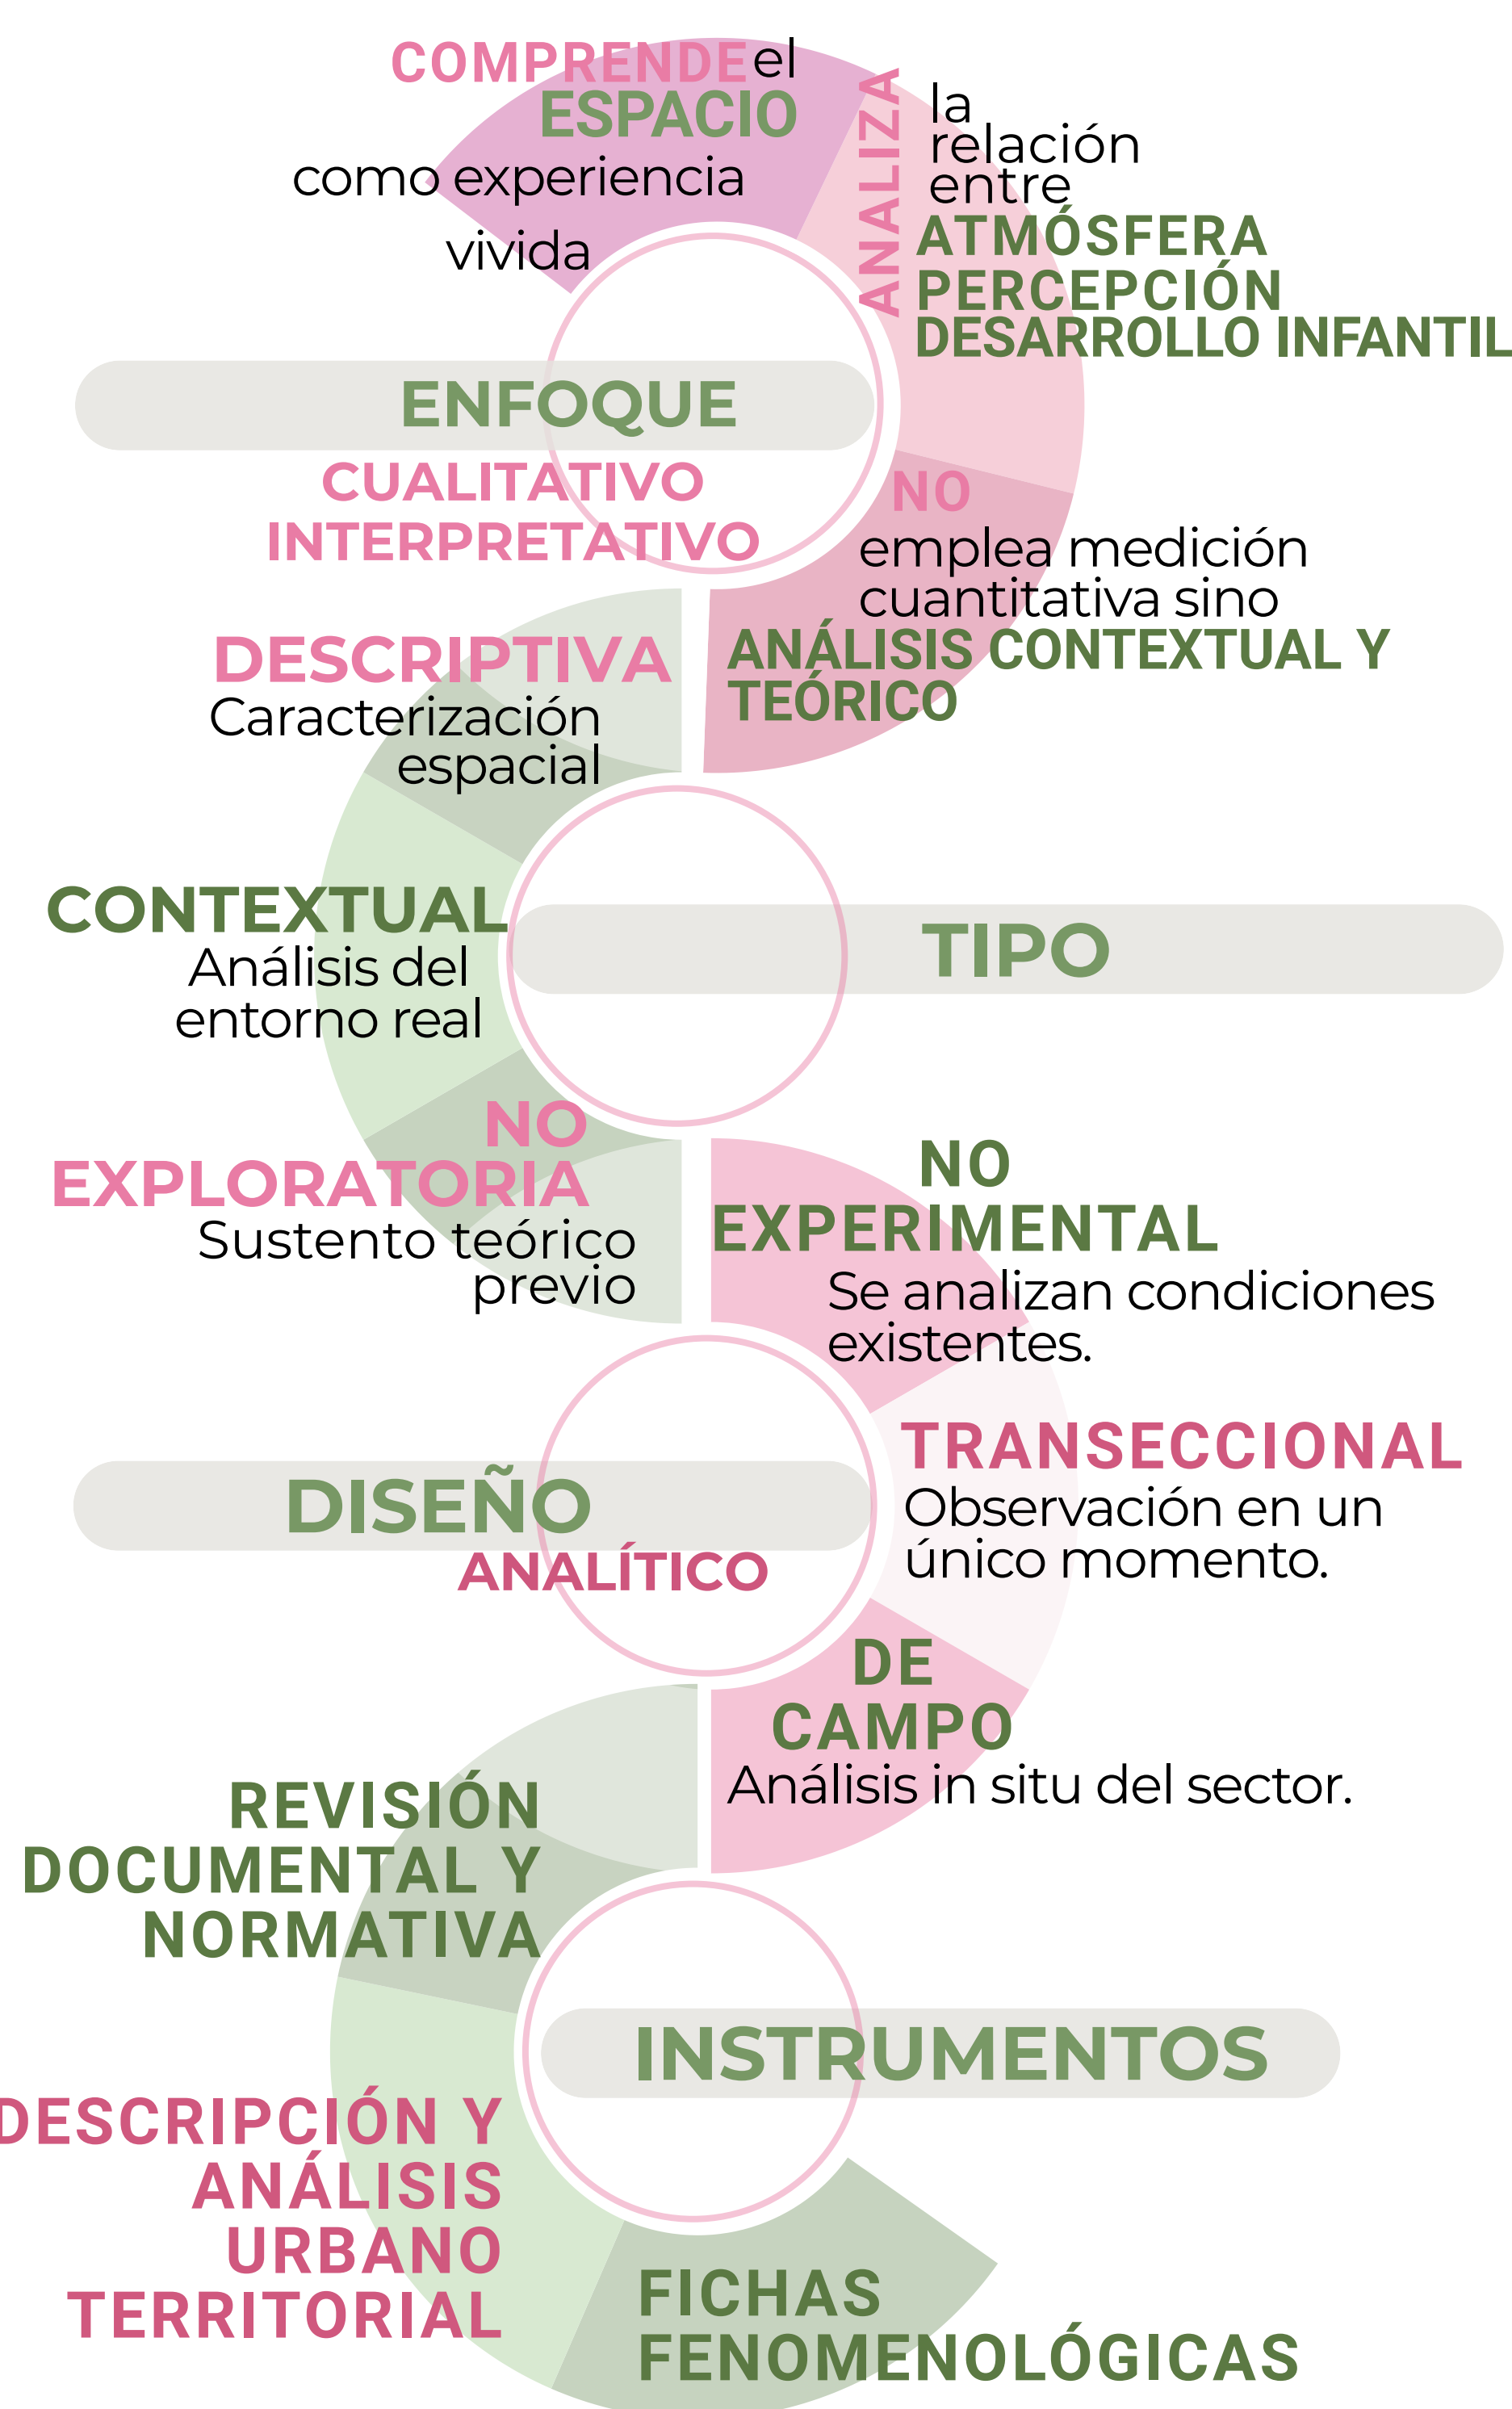 COMPRENDE el
ESPACIO
como experiencia
vivida
ANALIZA
la
relación
entre
ATMÓSFERA
PERCEPCIÓN
DESARROLLO INFANTIL
ENFOQUE
CUALITATIVO
INTERPRETATIVO
NO
emplea medición
cuantitativa sino
ANÁLISIS CONTEXTUAL Y
TEÓRICO
DESCRIPTIVA
Caracterización
espacial
CONTEXTUAL
Análisis del
entorno real
TIPO
NO
EXPLORATORIA
Sustento teórico
previo
NO
EXPERIMENTAL
Se analizan condiciones
existentes.
TRANSECCIONAL
Observación en un
único momento.
DISEÑO
ANALÍTICO
DE
CAMPO
Análisis in situ del sector.
REVISIÓN
DOCUMENTAL Y
NORMATIVA
INSTRUMENTOS
DESCRIPCIÓN Y
ANÁLISIS
URBANO
TERRITORIAL
FICHAS
FENOMENOLÓGICAS